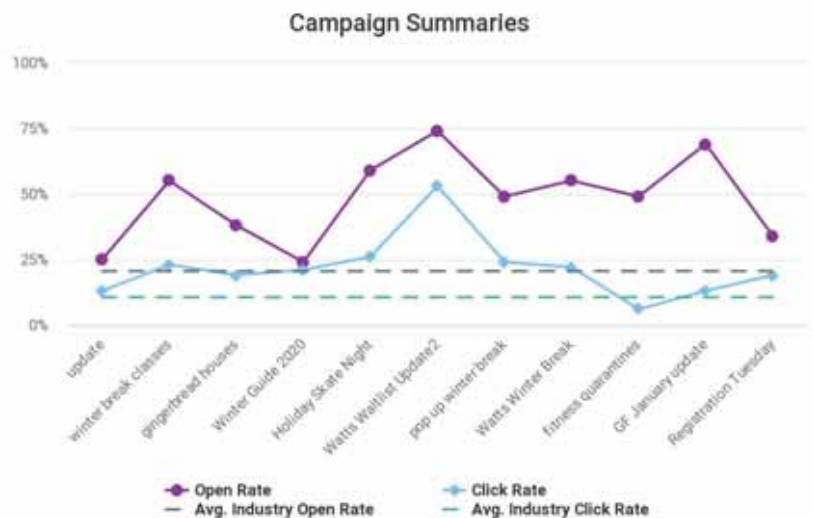 Campaign Summaries
100%
75%
50%
25%
0%
update
winter break classes
gingerbread houses
Winter Guide 2020
Holiday Skate Night
Watts Waitlist Update2
pop up winter break
Watts Winter Break
fitness quarantines
GF January update
Registration Tuesday
Open Rate
Click Rate
Avg. Industry Open Rate
Avg. Industry Click Rate